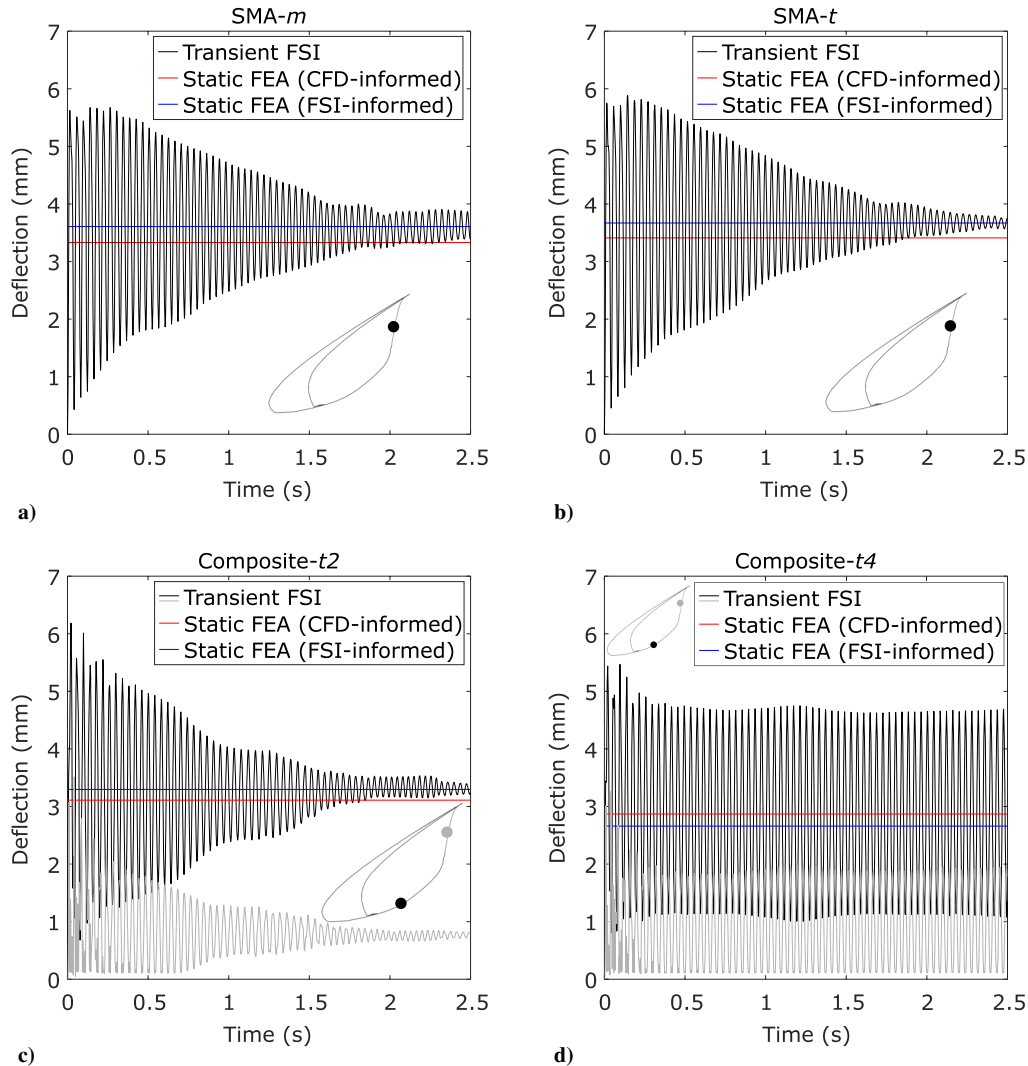 SMA-m
Transient FSI
Static FEA (CFD-informed)
Static FEA (FSI-informed)
7
6
5
4
3
2
1
0
Deflection (mm)
0 0.5 1 1.5 2 2.5
Time (s)
a)
SMA-t
Transient FSI
Static FEA (CFD-informed)
Static FEA (FSI-informed)
7
6
5
4
3
2
1
0
Deflection (mm)
0 0.5 1 1.5 2 2.5
Time (s)
b)
Composite-t2
Transient FSI
Static FEA (CFD-informed)
Static FEA (FSI-informed)
7
6
5
4
3
2
1
0
Deflection (mm)
0 0.5 1 1.5 2 2.5
Time (s)
c)
Composite-t4
Transient FSI
Static FEA (CFD-informed)
Static FEA (FSI-informed)
7
6
5
4
3
2
1
0
Deflection (mm)
0 0.5 1 1.5 2 2.5
Time (s)
d)